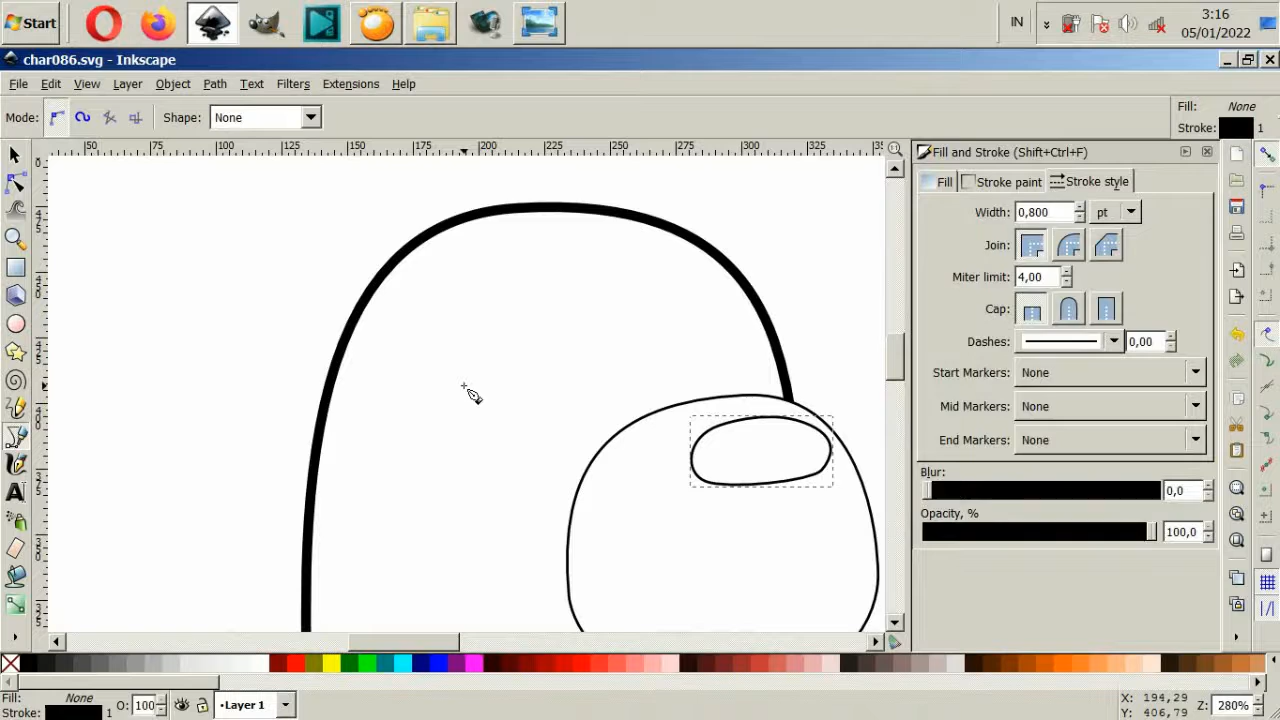 Start
IN
3:16
05/01/2022
char086.svg - Inkscape
File Edit View Layer Object Path Text Filters Extensions Help
Mode:
Shape:
None
Fill: None
Stroke: 1
50 75 100 125 150 175 200 225 250 275 300 325
Fill and Stroke (Shift+Ctrl+F)
Fill Stroke paint Stroke style
Width: 0,800 pt
Join:
Miter limit: 4,00
Cap:
Dashes: 0,00
Start Markers: None
Mid Markers: None
End Markers: None
Blur:
0,0
Opacity, %
100,0
Fill: None
Stroke: 1
O: 100
•Layer 1
X: 194,29
Y: 406,79
Z: 280%